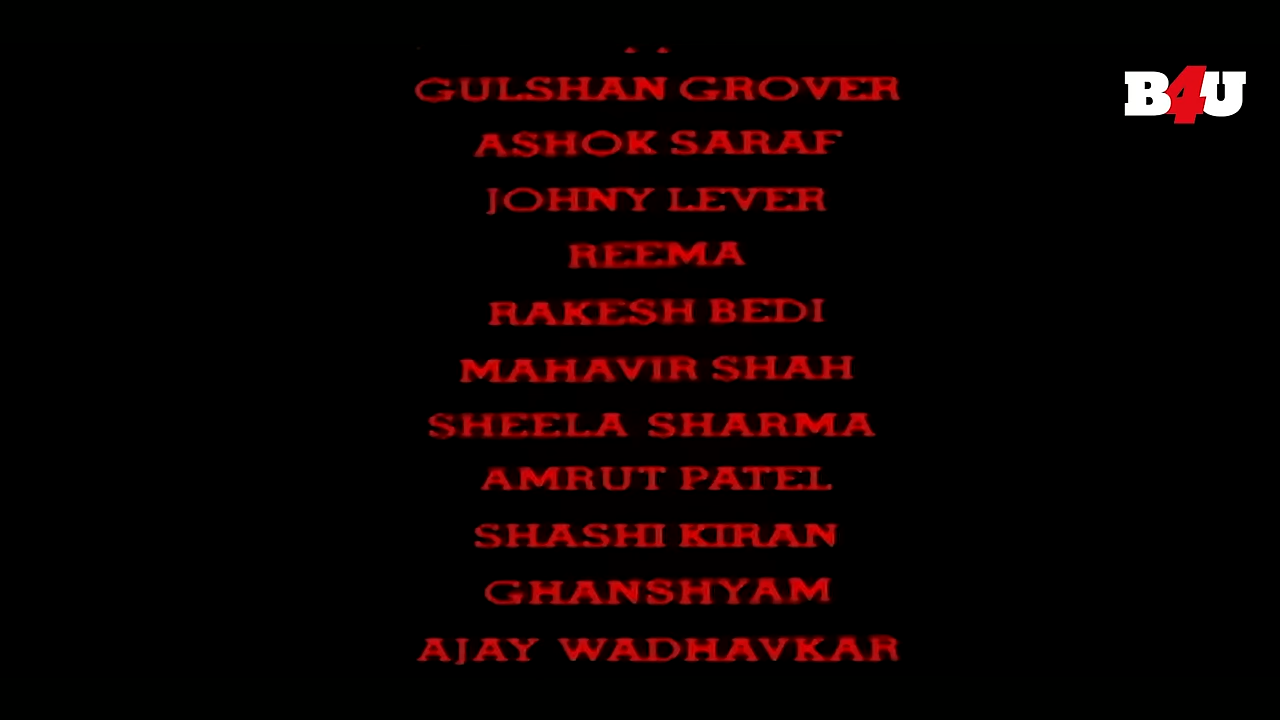 B4U
GULSHAN GROVER
ASHOK SARAF
JOHNY LEVER
REEMA
RAKESH BEDI
MAHAVIR SHAH
SHEELA SHARMA
AMRUT PATEL
SHASHI KIRAN
GHANSHYAM
AJAY WADHAVKAR